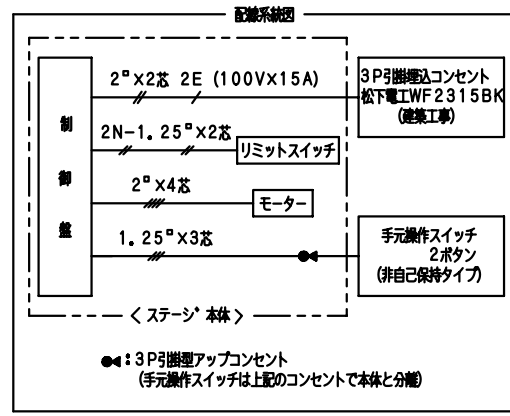 配線系統図
2□×2芯 2E (100V×15A)
3P引掛埋込コンセント
松下電工WF2315BK
(建築工事)
制御盤
2N-1.25□×2芯
リミットスイッチ
2□×4芯
モーター
1.25□×3芯
手元操作スイッチ
2ボタン
(非自己保持タイプ)
〈 ステージ本体 〉
●◀:3P引掛型アップコンセント
(手元操作スイッチは上記のコンセントで本体と分離)